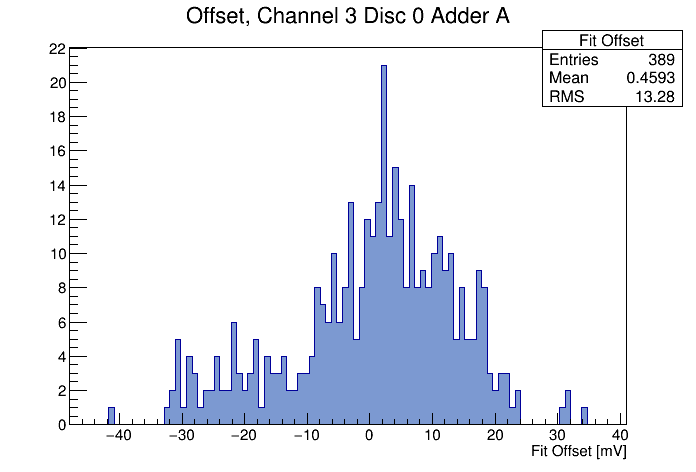 Offset, Channel 3 Disc 0 Adder A
Fit Offset
Entries 389
Mean 0.4593
RMS 13.28
22
20
18
16
14
12
10
8
6
4
2
0
−40 −30 −20 −10 0 10 20 30 40
Fit Offset [mV]